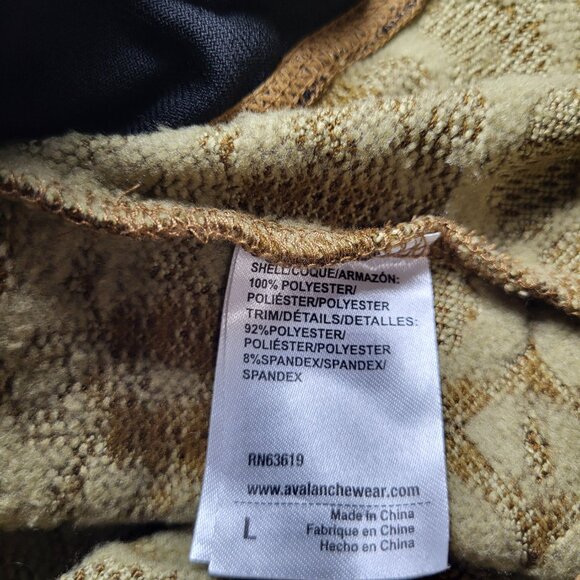 SHELL/COQUE/ARMAZÓN:
100% POLYESTER/
POLIÉSTER/POLYESTER
TRIM/DÉTAILS/DETALLES:
92%POLYESTER/
POLIÉSTER/POLYESTER
8%SPANDEX/SPANDEX/
SPANDEX
RN63619
www.avalanchewear.com
L
Made in China
Fabrique en Chine
Hecho en China